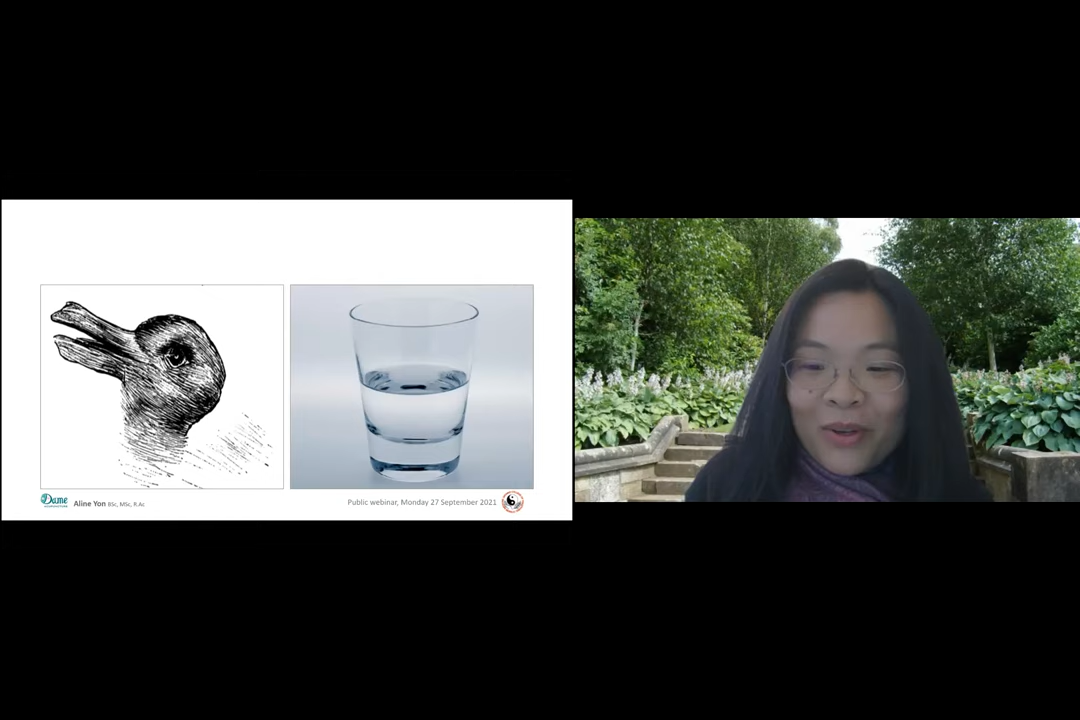 Dame
Aline Yon BSc, MSc, R.Ac
Public webinar, Monday 27 September 2021